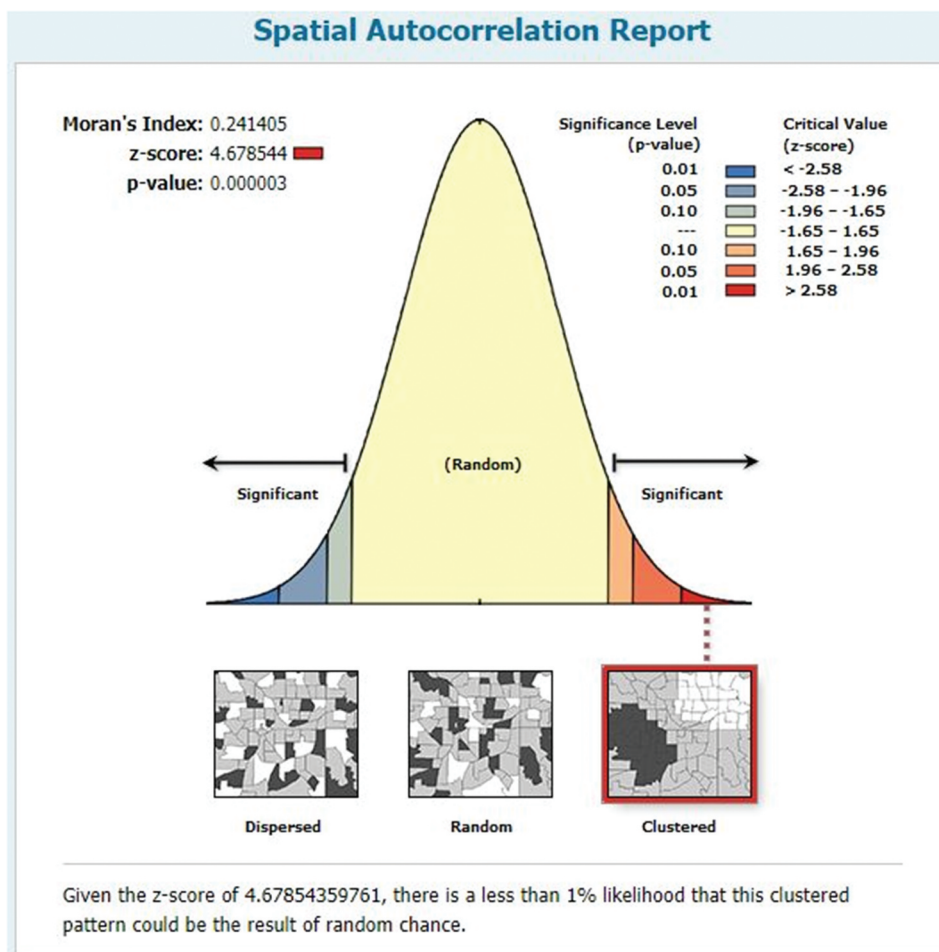 Spatial Autocorrelation Report
Moran's Index: 0.241405
z-score: 4.678544
p-value: 0.000003
Significance Level
(p-value)
Critical Value
(z-score)
0.01 < -2.58
0.05 -2.58 – -1.96
0.10 -1.96 – -1.65
--- -1.65 – 1.65
0.10 1.65 – 1.96
0.05 1.96 – 2.58
0.01 > 2.58
Significant
(Random)
Significant
Dispersed
Random
Clustered
Given the z-score of 4.67854359761, there is a less than 1% likelihood that this clustered
pattern could be the result of random chance.